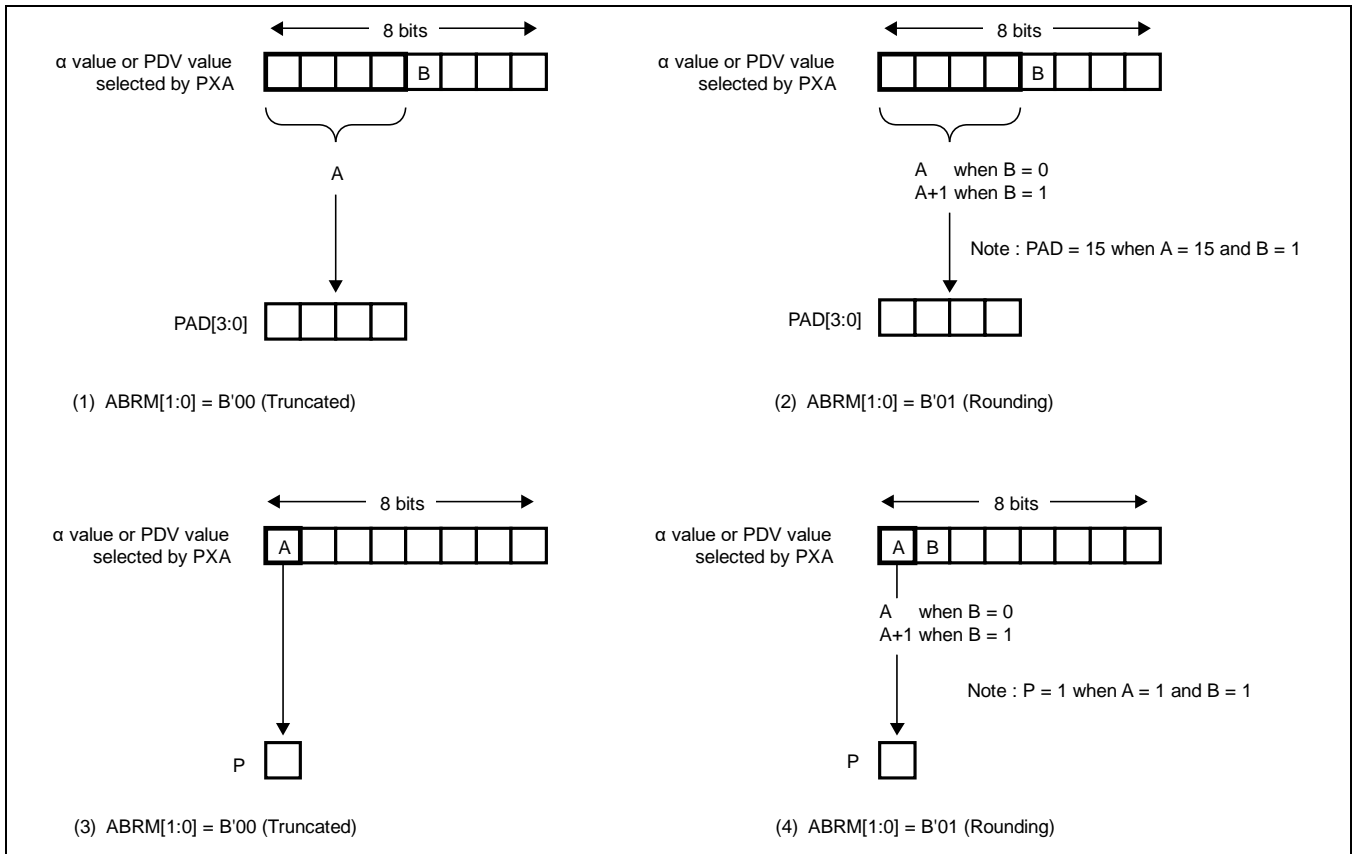 8 bits
α value or PDV value
selected by PXA
B
A
PAD[3:0]
(1) ABRM[1:0] = B'00 (Truncated)
8 bits
α value or PDV value
selected by PXA
B
A when B = 0
A+1 when B = 1
Note : PAD = 15 when A = 15 and B = 1
PAD[3:0]
(2) ABRM[1:0] = B'01 (Rounding)
8 bits
α value or PDV value
selected by PXA
A
P
(3) ABRM[1:0] = B'00 (Truncated)
8 bits
α value or PDV value
selected by PXA
A B
A when B = 0
A+1 when B = 1
Note : P = 1 when A = 1 and B = 1
P
(4) ABRM[1:0] = B'01 (Rounding)